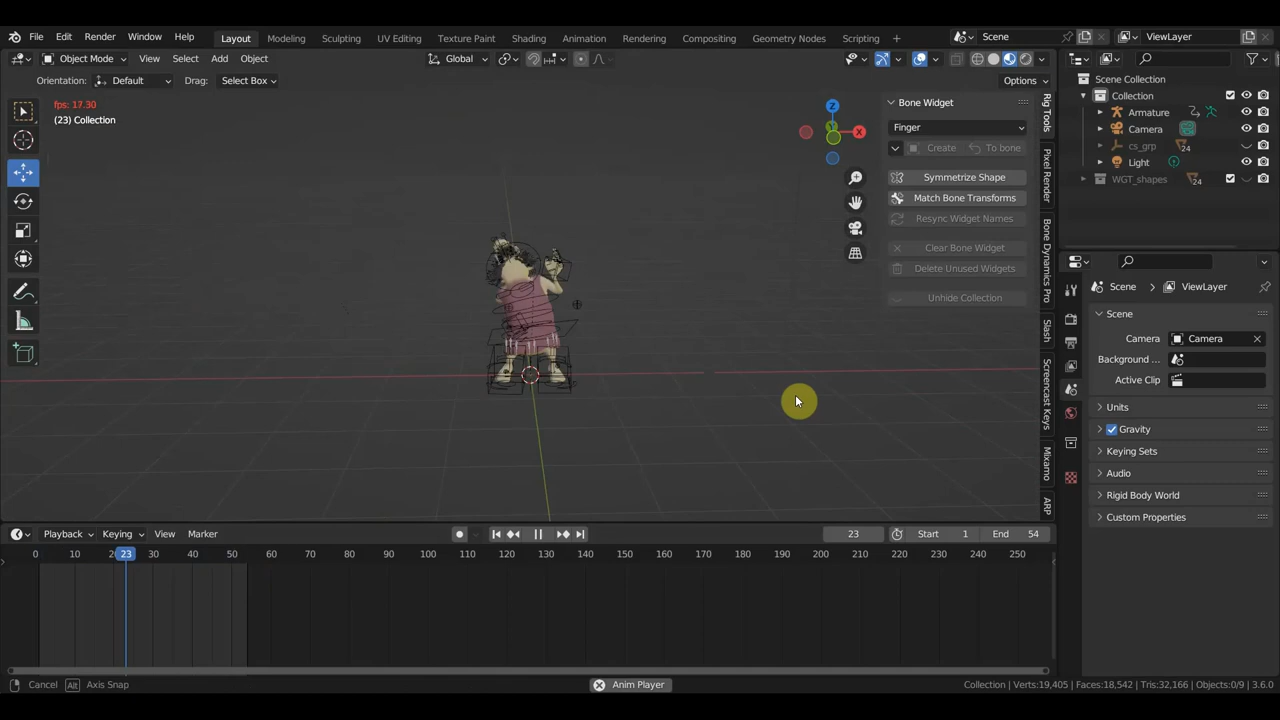 File Edit Render Window Help Layout Modeling Sculpting UV Editing Texture Paint Shading Animation Rendering Compositing Geometry Nodes Scripting + Scene ViewLayer
Object Mode View Select Add Object Global
Orientation: Default Drag: Select Box Options
Scene Collection
Collection
Armature
Camera
cs_grp 24
Light
WGT_shapes 24
fps: 17.30
(23) Collection
Z
X
Bone Widget
Finger
Create To bone
Symmetrize Shape
Match Bone Transforms
Resync Widget Names
Clear Bone Widget
Delete Unused Widgets
Unhide Collection
Rig Tools
Pixel Render
Bone Dynamics Pro
Slash
Screencast Keys
Mixamo
ARP
Scene ViewLayer
Scene
Camera Camera
Background ...
Active Clip
Units
Gravity
Keying Sets
Audio
Rigid Body World
Custom Properties
Playback Keying View Marker 23 Start 1 End 54
0 10 2 23 30 40 50 60 70 80 90 100 110 120 130 140 150 160 170 180 190 200 210 220 230 240 250
Cancel Alt Axis Snap Anim Player Collection | Verts:19,405 | Faces:18,542 | Tris:32,166 | Objects:0/9 | 3.6.0